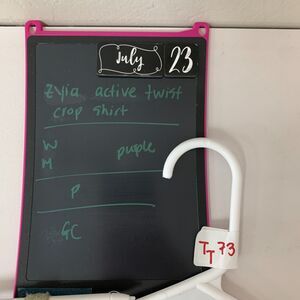 July 23
zyia active twist
crop shirt
W purple
M
P
GC
TT 73